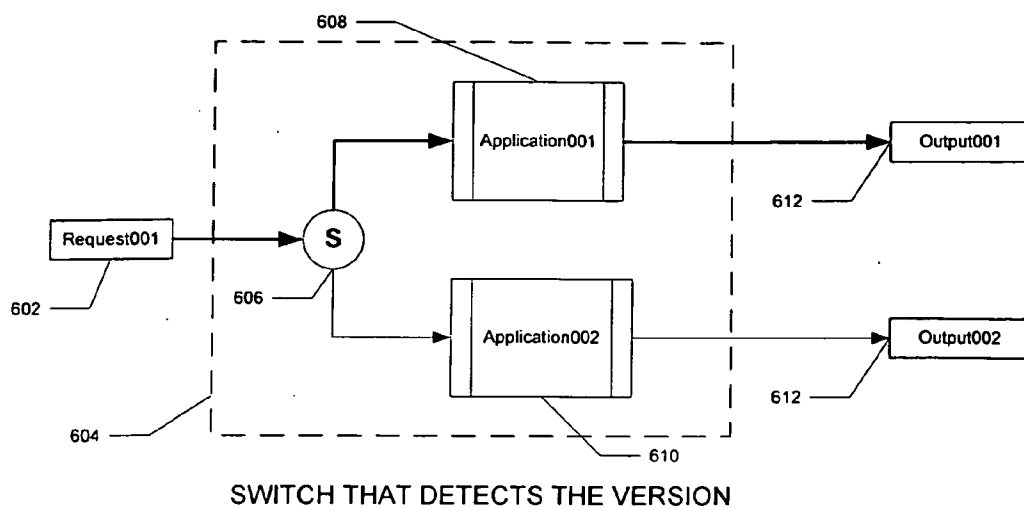 608
Application001
Output001
612
Request001
S
602
606
Application002
Output002
612
604
610
SWITCH THAT DETECTS THE VERSION